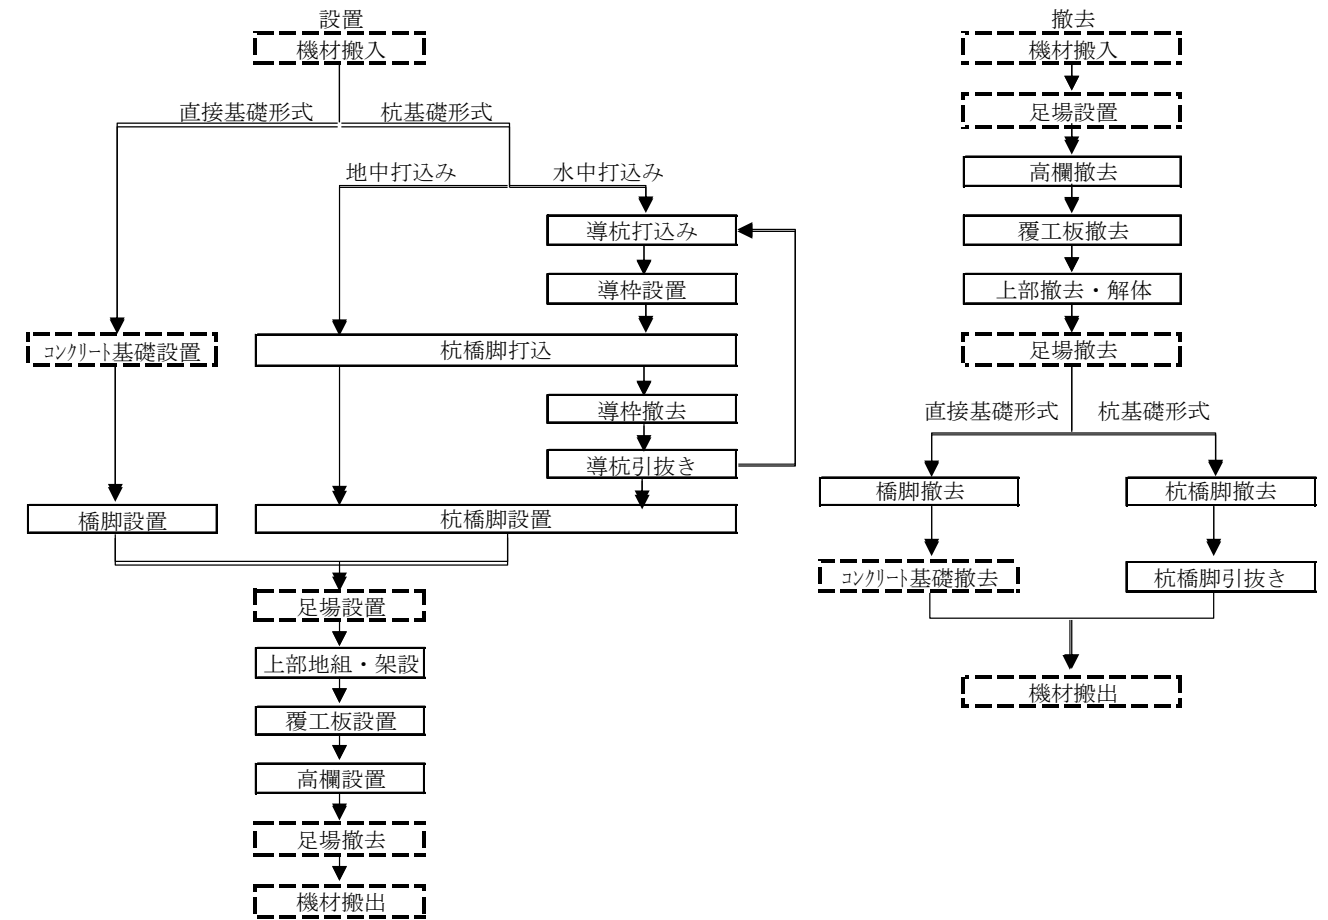 設置
機材搬入
直接基礎形式
杭基礎形式
地中打込み
水中打込み
導杭打込み
導枠設置
コンクリート基礎設置
杭橋脚打込
導枠撤去
導杭引抜き
橋脚設置
杭橋脚設置
足場設置
上部地組・架設
覆工板設置
高欄設置
足場撤去
機材搬出
撤去
機材搬入
足場設置
高欄撤去
覆工板撤去
上部撤去・解体
足場撤去
直接基礎形式
杭基礎形式
橋脚撤去
杭橋脚撤去
コンクリート基礎撤去
杭橋脚引抜き
機材搬出